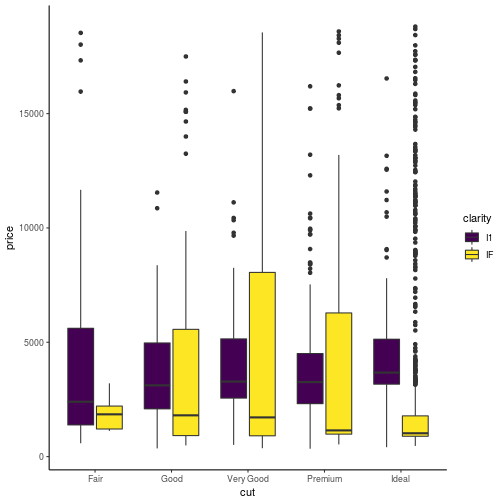 15000
10000
5000
0
price
Fair
Good
Very Good
Premium
Ideal
cut
clarity
I1
IF